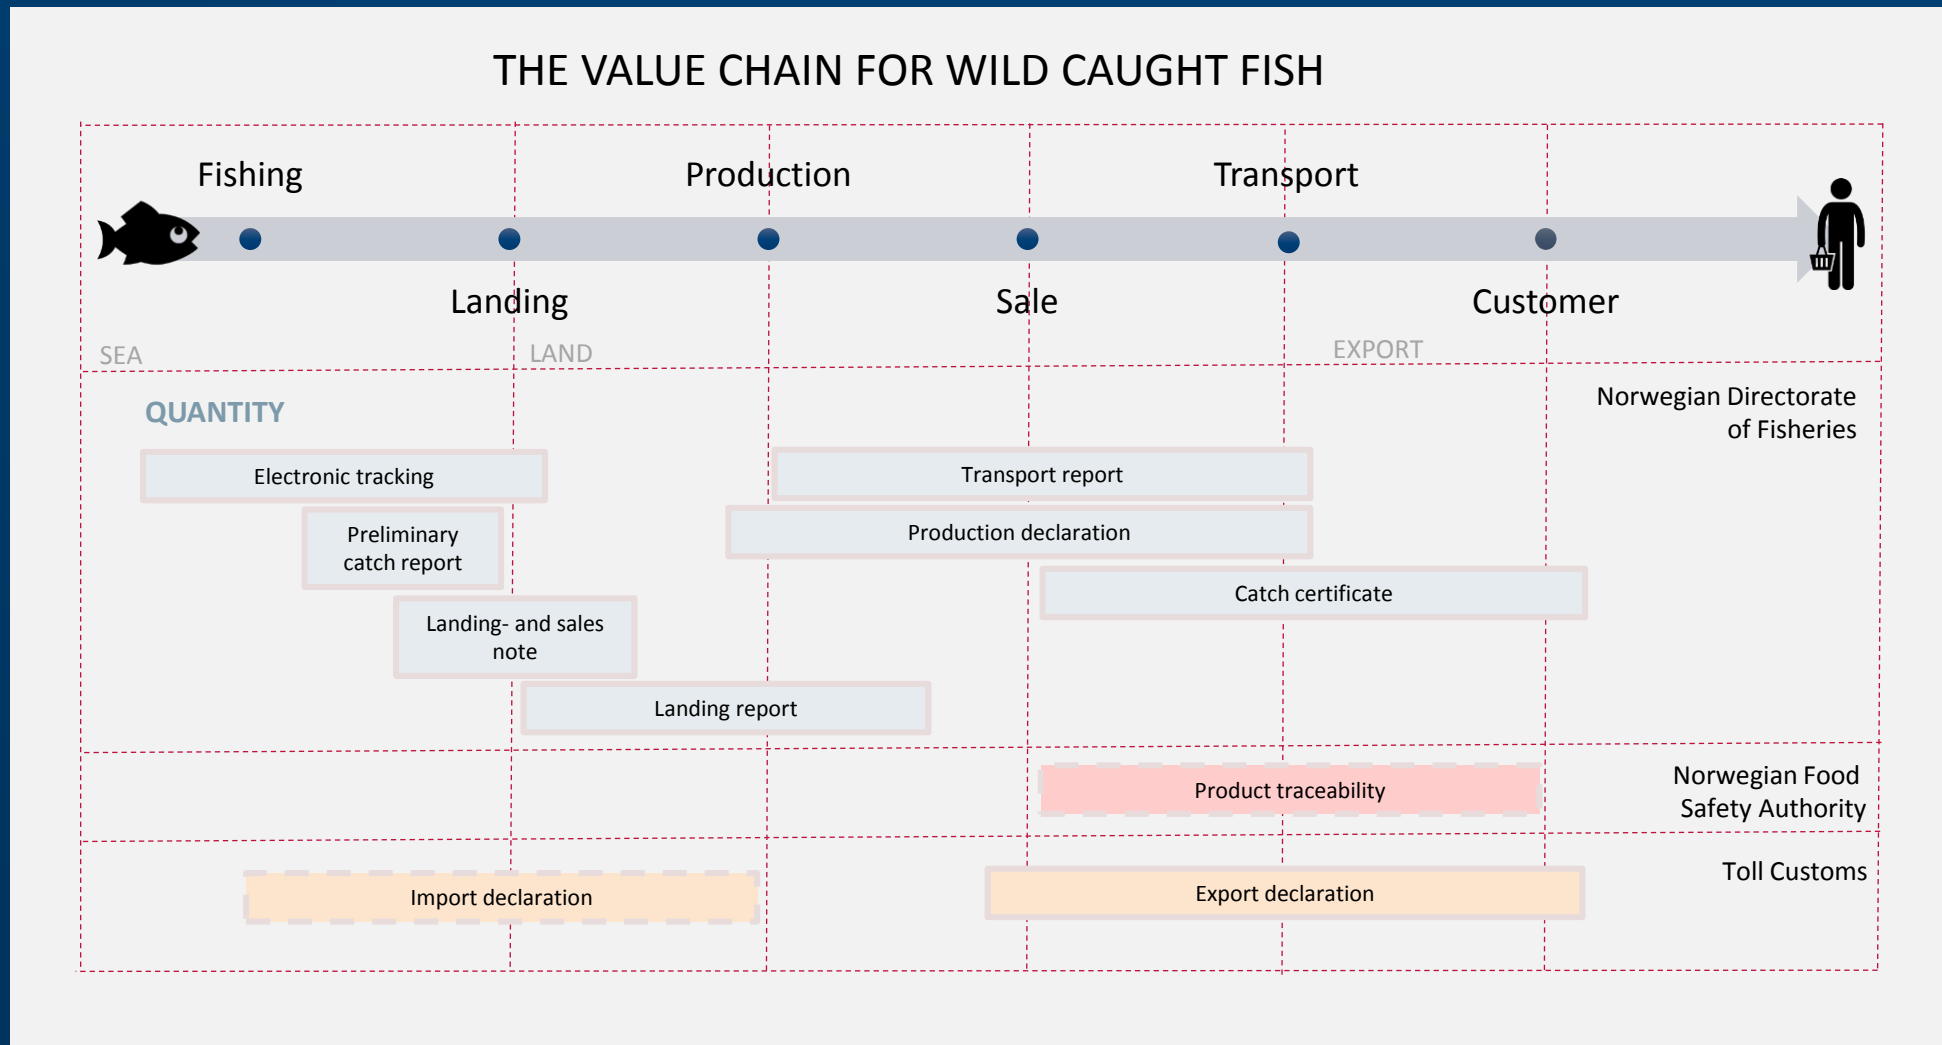 THE VALUE CHAIN FOR WILD CAUGHT FISH
Fishing
Production
Transport
Landing
Sale
Customer
SEA
LAND
EXPORT
QUANTITY
Norwegian Directorate
of Fisheries
Electronic tracking
Transport report
Preliminary
catch report
Production declaration
Catch certificate
Landing- and sales
note
Landing report
Product traceability
Norwegian Food
Safety Authority
Import declaration
Export declaration
Toll Customs